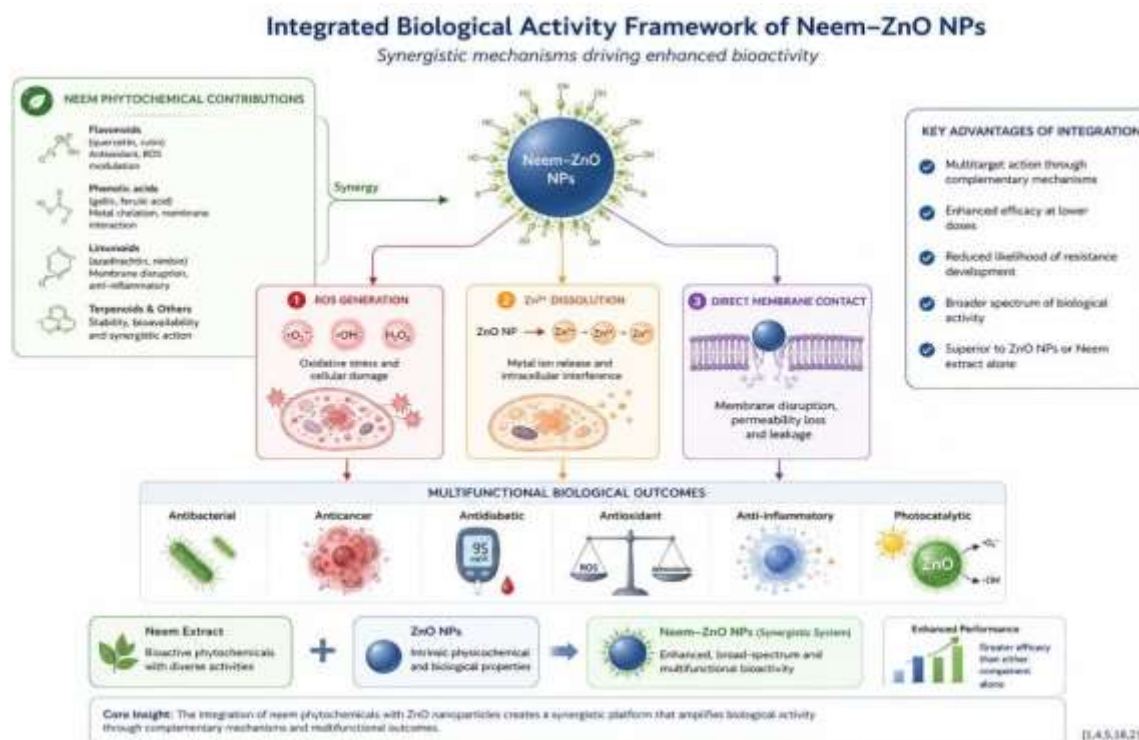 Integrated Biological Activity Framework of Neem–ZnO NPs
Synergistic mechanisms driving enhanced bioactivity
NEEM PHYTOCHEMICAL CONTRIBUTIONS
Flavonoids
(quercetin, rutin)
Antioxidant, ROS
modulation
Phenolic acids
(gallic, ferulic acid)
Metal chelation, membrane
interaction
Limonoids
(azadirachtin, nimbin)
Membrane disruption,
anti-inflammatory
Terpenoids & Others
Stability, bioavailability
and synergistic action
Synergy
Neem–ZnO
NPs
KEY ADVANTAGES OF INTEGRATION
Multitarget action through
complementary mechanisms
Enhanced efficacy at lower
doses
Reduced likelihood of resistance
development
Broader spectrum of biological
activity
Superior to ZnO NPs or Neem
extract alone
1 ROS GENERATION
•O₂•⁻ •OH H₂O₂
Oxidative stress and
cellular damage
2 Zn²⁺ DISSOLUTION
ZnO NP Zn²⁺ Zn²⁺ Zn²⁺
Metal ion release and
intracellular interference
3 DIRECT MEMBRANE CONTACT
Membrane disruption,
permeability loss
and leakage
MULTIFUNCTIONAL BIOLOGICAL OUTCOMES
Antibacterial
Anticancer
Antidiabetic
95
Antioxidant
ROS
Anti-inflammatory
Photocatalytic
ZnO
•O₂⁻
•OH
Neem Extract
Bioactive phytochemicals
with diverse activities
+
ZnO NPs
Intrinsic physicochemical
and biological properties
Neem–ZnO NPs (Synergistic System)
Enhanced, broad-spectrum and
multifunctional bioactivity
Enhanced Performance
Greater efficacy
than either
component
alone
Core Insight: The integration of neem phytochemicals with ZnO nanoparticles creates a synergistic platform that amplifies biological activity
through complementary mechanisms and multifunctional outcomes.